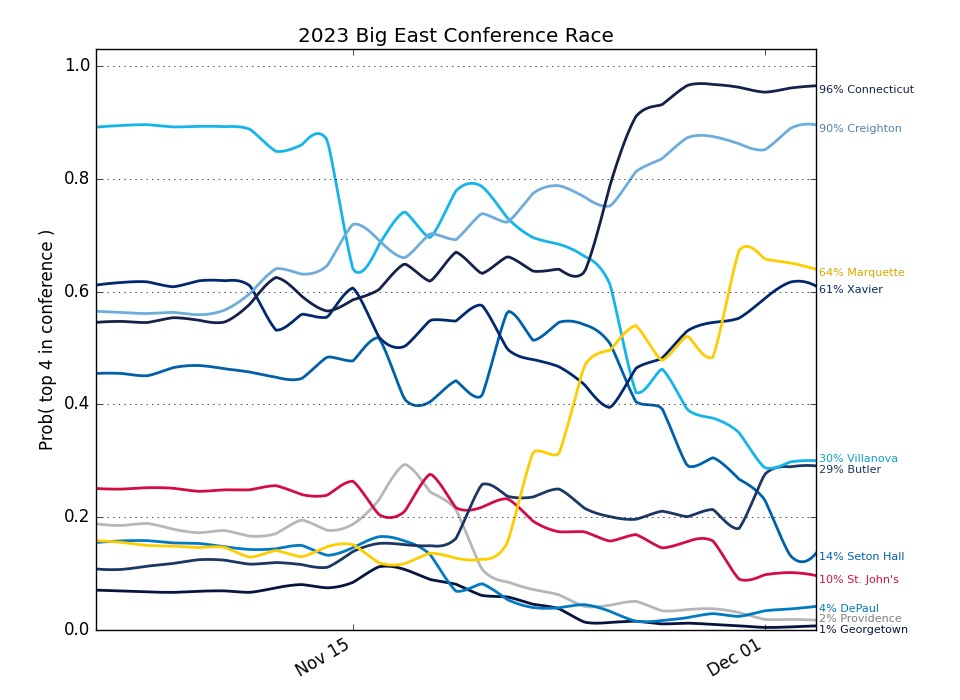 2023 Big East Conference Race
Prob( top 4 in conference )
1.0
0.8
0.6
0.4
0.2
0.0
Nov 15
Dec 01
96% Connecticut
90% Creighton
64% Marquette
61% Xavier
30% Villanova
29% Butler
14% Seton Hall
10% St. John's
4% DePaul
2% Providence
1% Georgetown